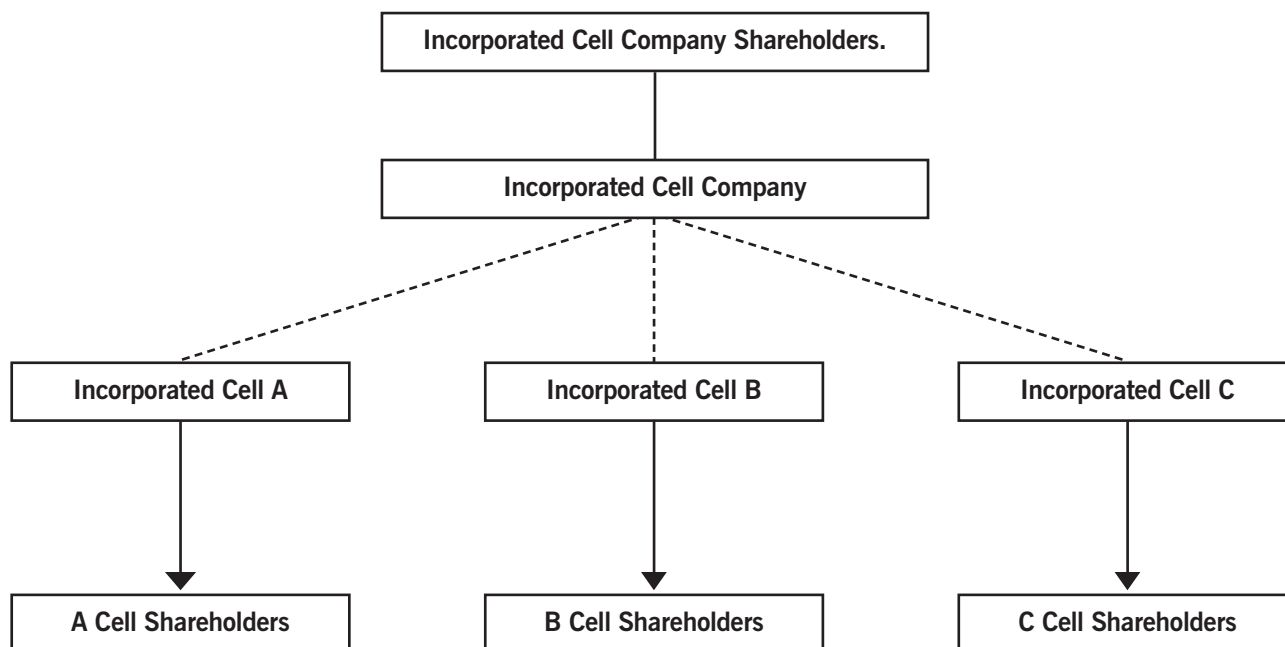 Incorporated Cell Company Shareholders.
Incorporated Cell Company
Incorporated Cell A
Incorporated Cell B
Incorporated Cell C
A Cell Shareholders
B Cell Shareholders
C Cell Shareholders